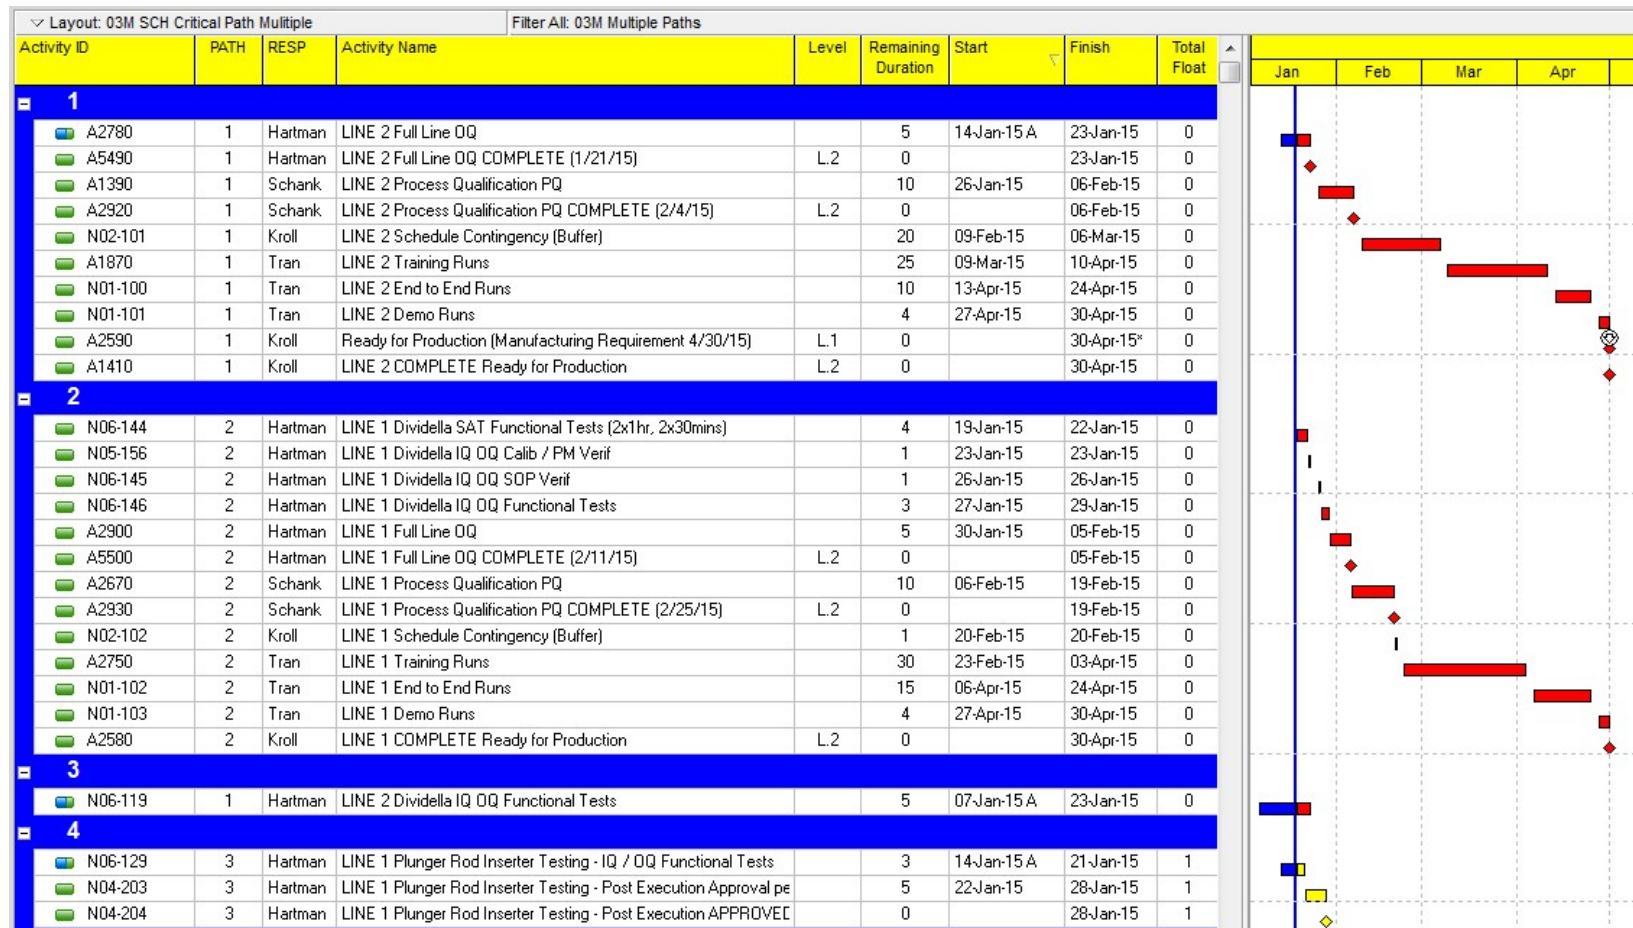 Layout: 03M SCH Critical Path Mulitiple Filter All: 03M Multiple Paths
Activity ID PATH RESP Activity Name Level Remaining Duration Start Finish Total Float
Jan Feb Mar Apr
1
A2780 1 Hartman LINE 2 Full Line OQ 5 14-Jan-15 A 23-Jan-15 0
A5490 1 Hartman LINE 2 Full Line OQ COMPLETE (1/21/15) L.2 0 23-Jan-15 0
A1390 1 Schank LINE 2 Process Qualification PQ 10 26-Jan-15 06-Feb-15 0
A2920 1 Schank LINE 2 Process Qualification PQ COMPLETE (2/4/15) L.2 0 06-Feb-15 0
N02-101 1 Kroll LINE 2 Schedule Contingency (Buffer) 20 09-Feb-15 06-Mar-15 0
A1870 1 Tran LINE 2 Training Runs 25 09-Mar-15 10-Apr-15 0
N01-100 1 Tran LINE 2 End to End Runs 10 13-Apr-15 24-Apr-15 0
N01-101 1 Tran LINE 2 Demo Runs 4 27-Apr-15 30-Apr-15 0
A2590 1 Kroll Ready for Production (Manufacturing Requirement 4/30/15) L.1 0 30-Apr-15* 0
A1410 1 Kroll LINE 2 COMPLETE Ready for Production L.2 0 30-Apr-15 0
2
N06-144 2 Hartman LINE 1 Dividella SAT Functional Tests (2x1hr, 2x30mins) 4 19-Jan-15 22-Jan-15 0
N05-156 2 Hartman LINE 1 Dividella IQ OQ Calib / PM Verif 1 23-Jan-15 23-Jan-15 0
N06-145 2 Hartman LINE 1 Dividella IQ OQ SOP Verif 1 26-Jan-15 26-Jan-15 0
N06-146 2 Hartman LINE 1 Dividella IQ OQ Functional Tests 3 27-Jan-15 29-Jan-15 0
A2900 2 Hartman LINE 1 Full Line OQ 5 30-Jan-15 05-Feb-15 0
A5500 2 Hartman LINE 1 Full Line OQ COMPLETE (2/11/15) L.2 0 05-Feb-15 0
A2670 2 Schank LINE 1 Process Qualification PQ 10 06-Feb-15 19-Feb-15 0
A2930 2 Schank LINE 1 Process Qualification PQ COMPLETE (2/25/15) L.2 0 19-Feb-15 0
N02-102 2 Kroll LINE 1 Schedule Contingency (Buffer) 1 20-Feb-15 20-Feb-15 0
A2750 2 Tran LINE 1 Training Runs 30 23-Feb-15 03-Apr-15 0
N01-102 2 Tran LINE 1 End to End Runs 15 06-Apr-15 24-Apr-15 0
N01-103 2 Tran LINE 1 Demo Runs 4 27-Apr-15 30-Apr-15 0
A2580 2 Kroll LINE 1 COMPLETE Ready for Production L.2 0 30-Apr-15 0
3
N06-119 1 Hartman LINE 2 Dividella IQ OQ Functional Tests 5 07-Jan-15 A 23-Jan-15 0
4
N06-129 3 Hartman LINE 1 Plunger Rod Inserter Testing - IQ / OQ Functional Tests 3 14-Jan-15 A 21-Jan-15 1
N04-203 3 Hartman LINE 1 Plunger Rod Inserter Testing - Post Execution Approval pe 5 22-Jan-15 28-Jan-15 1
N04-204 3 Hartman LINE 1 Plunger Rod Inserter Testing - Post Execution APPROVED 0 28-Jan-15 1